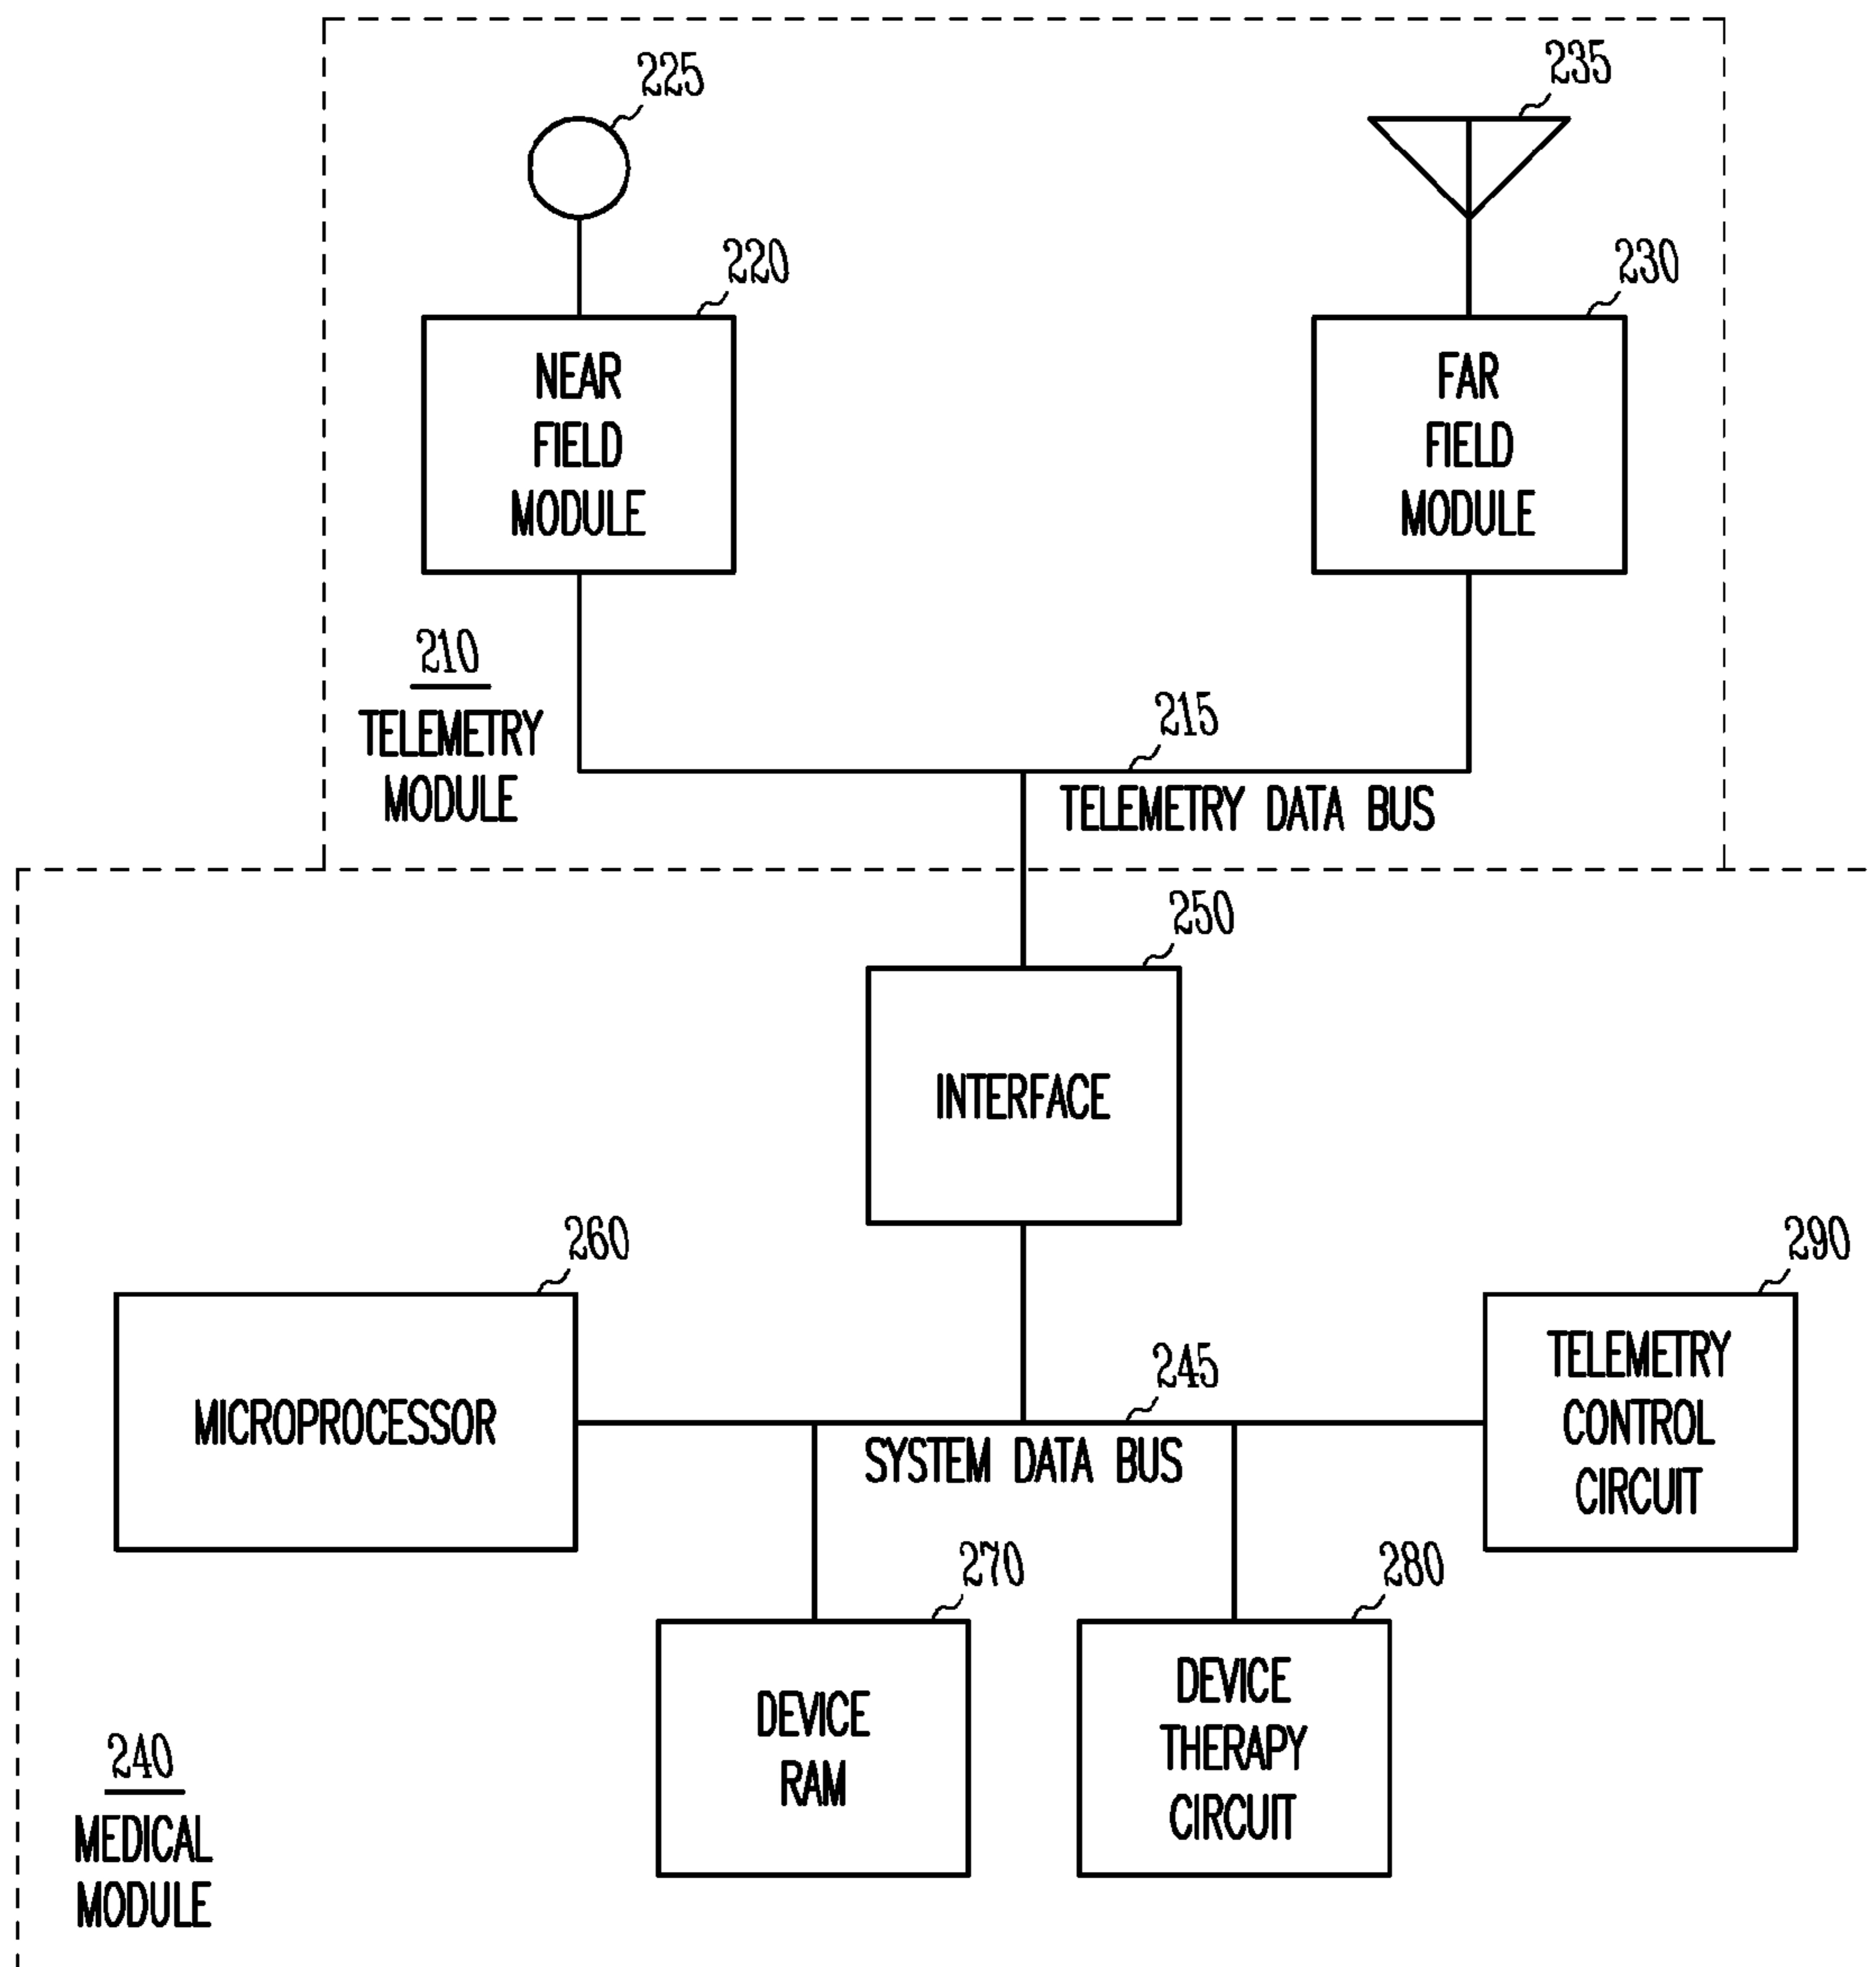 225
235
220
230
NEAR
FIELD
MODULE
FAR
FIELD
MODULE
210
TELEMETRY
MODULE
215
TELEMETRY DATA BUS
250
INTERFACE
260
290
MICROPROCESSOR
245
SYSTEM DATA BUS
TELEMETRY
CONTROL
CIRCUIT
270
280
DEVICE
RAM
DEVICE
THERAPY
CIRCUIT
240
MEDICAL
MODULE